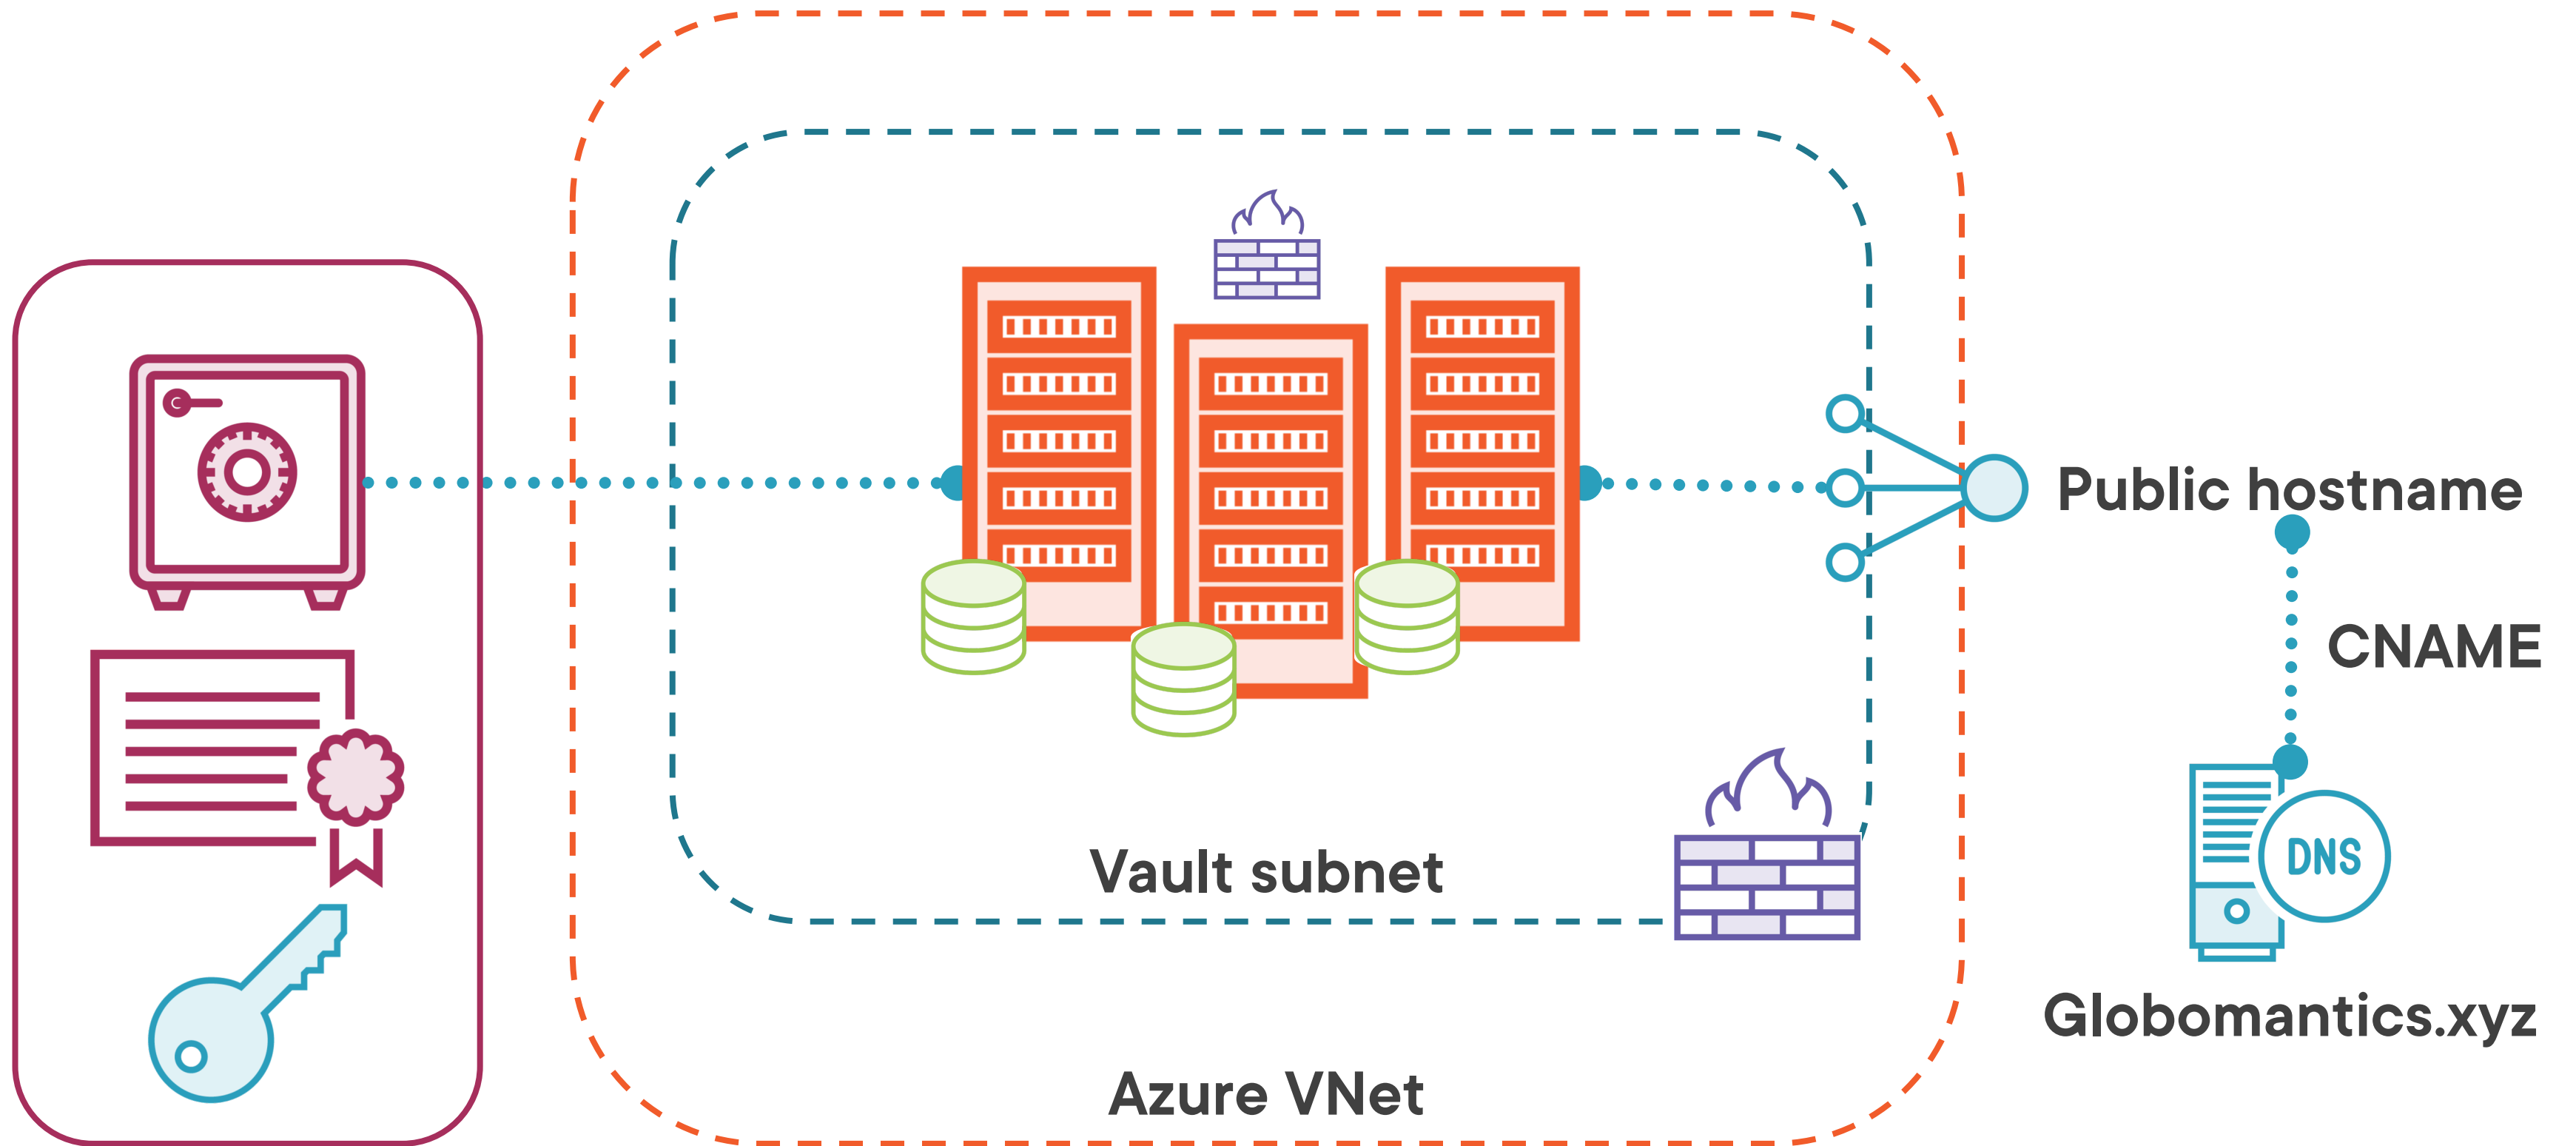 Public hostname
CNAME
DNS
Vault subnet
Globomantics.xyz
Azure VNet